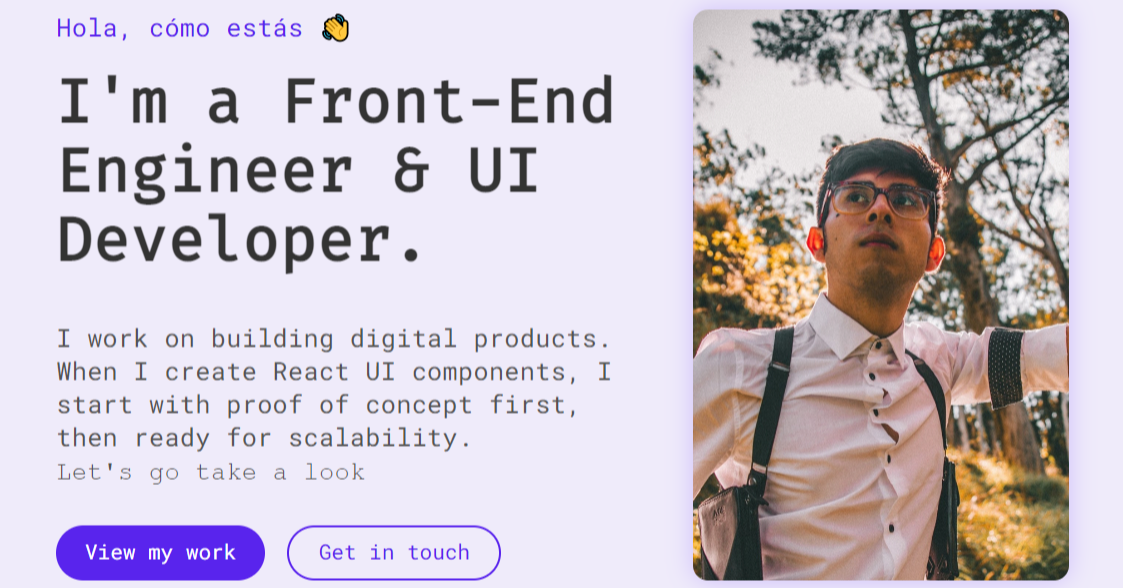 Hola, cómo estás 👋
I'm a Front-End
Engineer & UI
Developer.
I work on building digital products.
When I create React UI components, I
start with proof of concept first,
then ready for scalability.
Let's go take a look
View my work
Get in touch